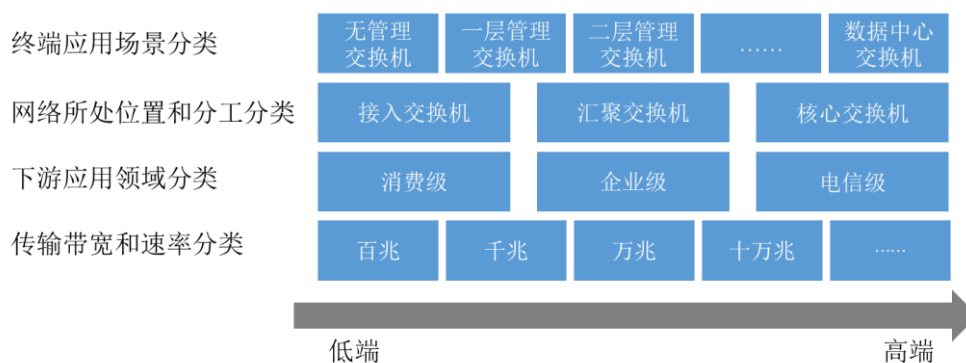 终端应用场景分类
无管理
交换机
一层管理
交换机
二层管理
交换机
……
数据中心
交换机
网络所处位置和分工分类
接入交换机
汇聚交换机
核心交换机
下游应用领域分类
消费级
企业级
电信级
传输带宽和速率分类
百兆
千兆
万兆
十万兆
……
低端
高端